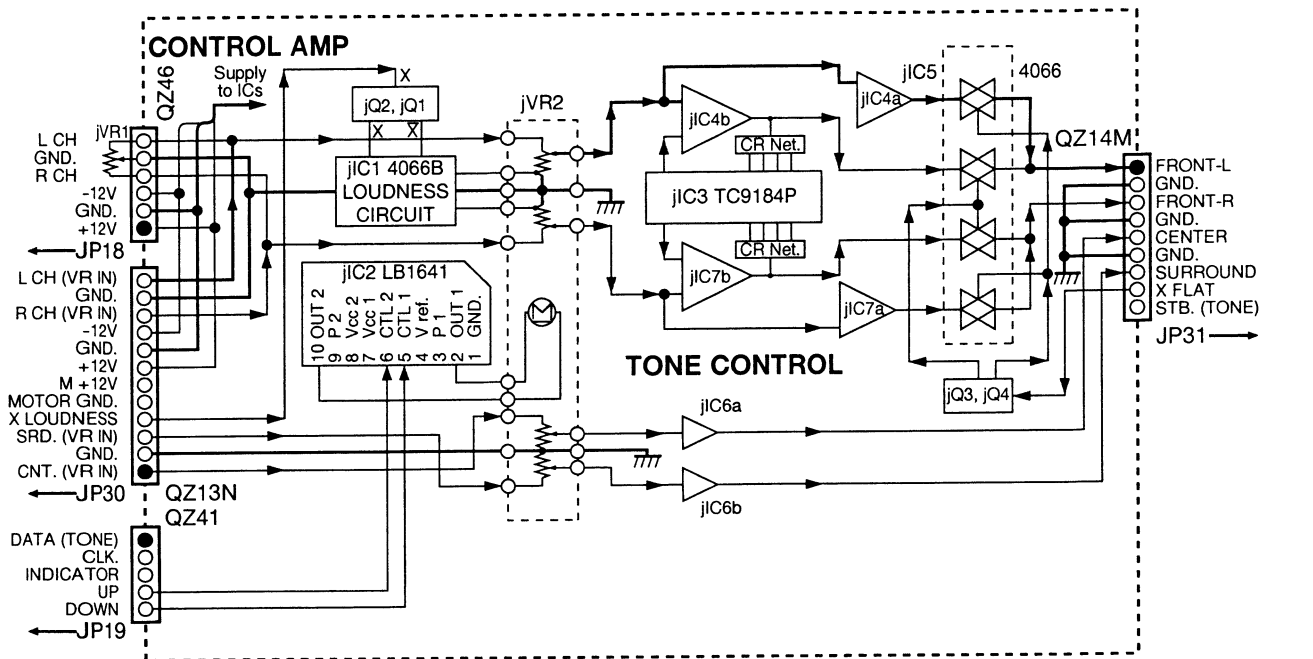 CONTROL AMP
QZ46
Supply
to ICs
X
jQ2, jQ1
X X̅
jVR1
L CH
GND.
R CH
-12V
GND.
+12V
JP18
jIC1 4066B
LOUDNESS
CIRCUIT
jVR2
jIC4b
jIC4a
jIC5
4066
QZ14M
CR Net.
jIC3 TC9184P
CR Net.
jIC7b
jIC7a
FRONT-L
GND.
FRONT-R
GND.
CENTER
GND.
SURROUND
X FLAT
STB. (TONE)
JP31
L CH (VR IN)
GND.
R CH (VR IN)
-12V
GND.
+12V
M +12V
MOTOR GND.
X LOUDNESS
SRD. (VR IN)
GND.
CNT. (VR IN)
JP30
QZ13N
QZ41
jIC2 LB1641
10 OUT 2
9 P 2
8 Vcc 2
7 Vcc 1
6 CTL 2
5 CTL 1
4 V ref.
3 P 1
2 OUT 1
1 GND.
M
TONE CONTROL
jQ3, jQ4
jIC6a
jIC6b
DATA (TONE)
CLK.
INDICATOR
UP
DOWN
JP19